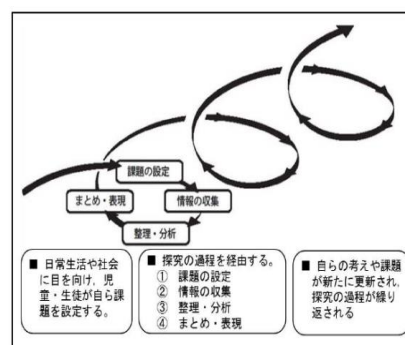 課題の設定
まとめ・表現
情報の収集
整理・分析
■ 日常生活や社会
に目を向け、児
童・生徒が自ら課
題を設定する。
■ 探究の過程を経由する。
① 課題の設定
② 情報の収集
③ 整理・分析
④ まとめ・表現
■ 自らの考えや課題
が新たに更新され、
探究の過程が繰り
返される